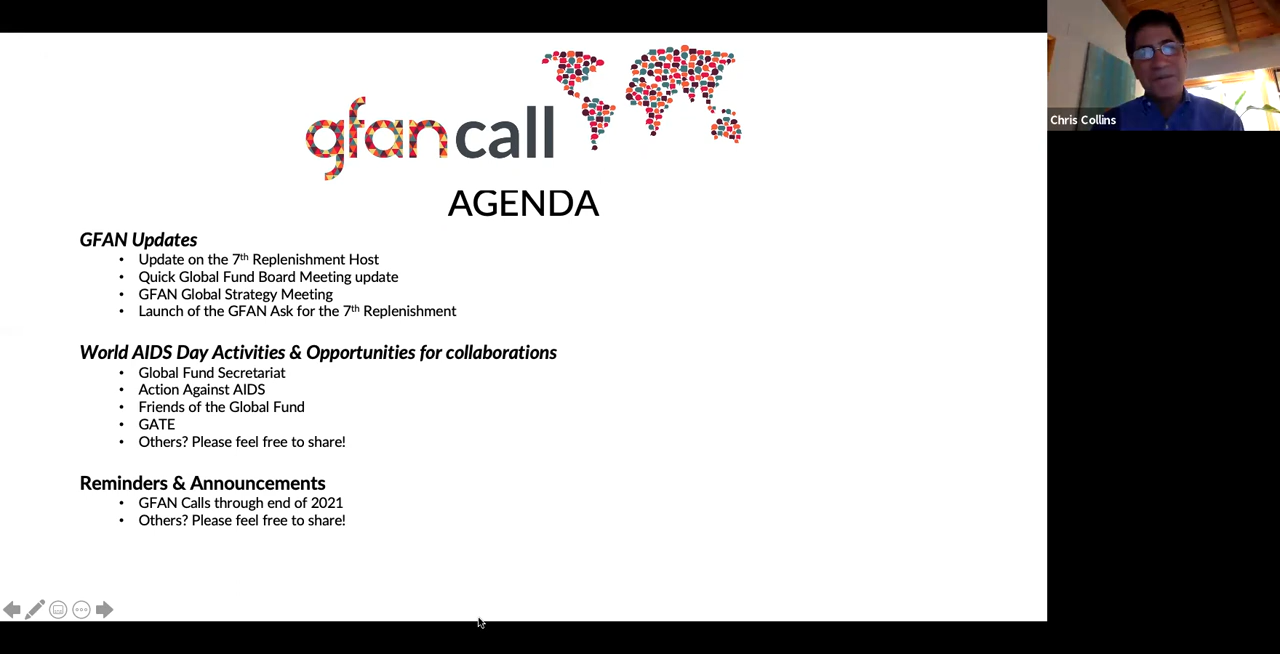 gfan call
Chris Collins
AGENDA
GFAN Updates
• Update on the 7th Replenishment Host
• Quick Global Fund Board Meeting update
• GFAN Global Strategy Meeting
• Launch of the GFAN Ask for the 7th Replenishment
World AIDS Day Activities & Opportunities for collaborations
• Global Fund Secretariat
• Action Against AIDS
• Friends of the Global Fund
• GATE
• Others? Please feel free to share!
Reminders & Announcements
• GFAN Calls through end of 2021
• Others? Please feel free to share!